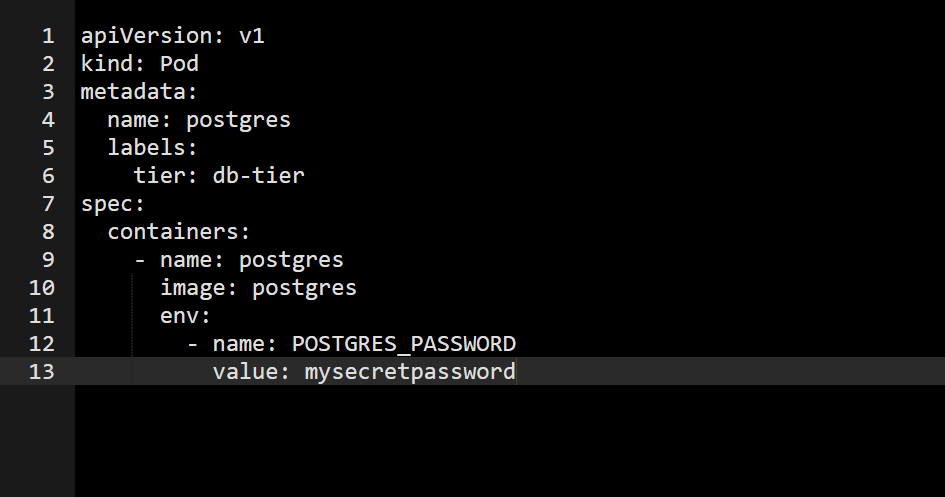 1 apiVersion: v1
2 kind: Pod
3 metadata:
4   name: postgres
5   labels:
6     tier: db-tier
7 spec:
8   containers:
9     - name: postgres
10       image: postgres
11       env:
12         - name: POSTGRES_PASSWORD
13           value: mysecretpassword